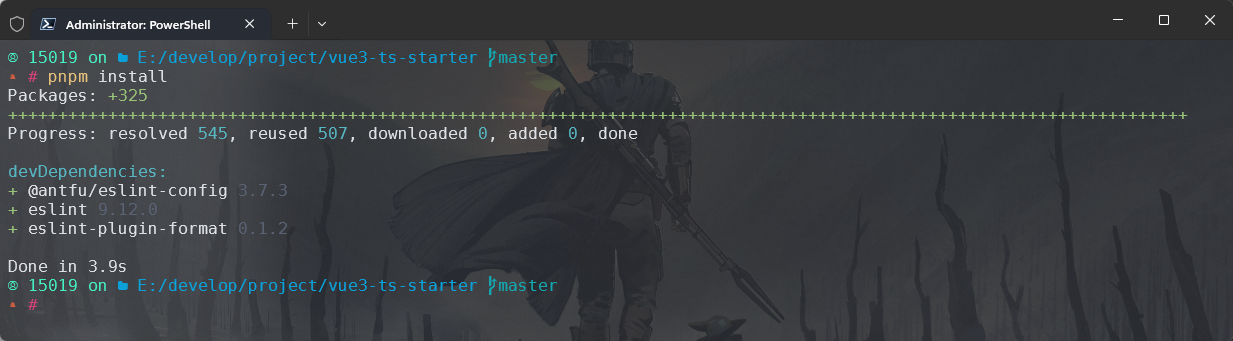 Administrator: PowerShell
15019 on E:/develop/project/vue3-ts-starter master
# pnpm install
Packages: +325
++++++++++++++++++++++++++++++++++++++++++++++++++++++++++++++++++++++++++++++++++++++++++++++++++++++++++++++++++++++
Progress: resolved 545, reused 507, downloaded 0, added 0, done
devDependencies:
+ @antfu/eslint-config 3.7.3
+ eslint 9.12.0
+ eslint-plugin-format 0.1.2
Done in 3.9s
15019 on E:/develop/project/vue3-ts-starter master
#